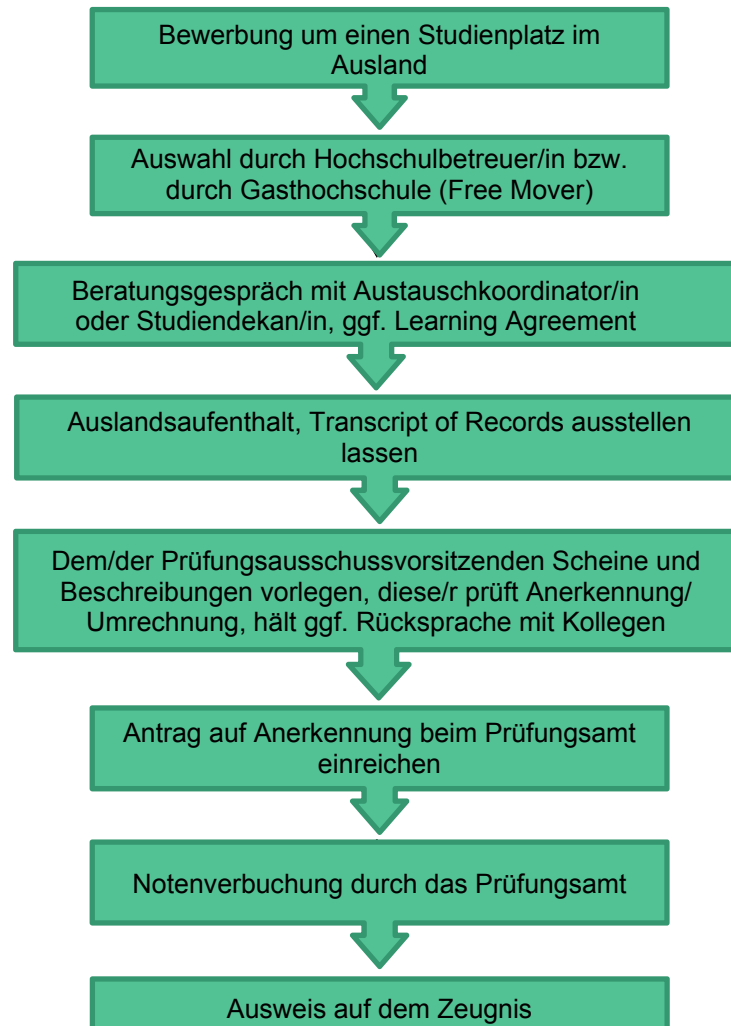 Bewerbung um einen Studienplatz im
Ausland
Auswahl durch Hochschulbetreuer/in bzw.
durch Gasthochschule (Free Mover)
Beratungsgespräch mit Austauschkoordinator/in
oder Studiendekan/in, ggf. Learning Agreement
Auslandsaufenthalt, Transcript of Records ausstellen
lassen
Dem/der Prüfungsausschussvorsitzenden Scheine und
Beschreibungen vorlegen, diese/r prüft Anerkennung/
Umrechnung, hält ggf. Rücksprache mit Kollegen
Antrag auf Anerkennung beim Prüfungsamt
einreichen
Notenverbuchung durch das Prüfungsamt
Ausweis auf dem Zeugnis